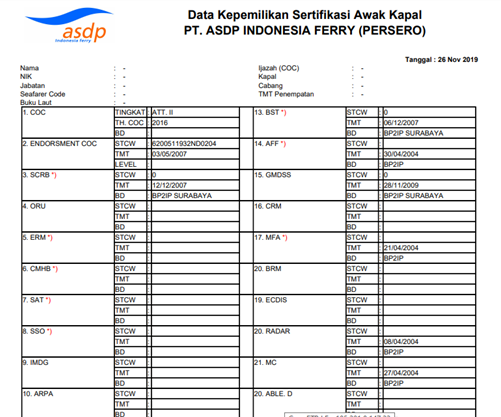 asdp
Indonesia Ferry
Data Kepemilikan Sertifikasi Awak Kapal
PT. ASDP INDONESIA FERRY (PERSERO)
Tanggal : 26 Nov 2019
Nama : - Ijazah (COC) : -
NIK : - Kapal : -
Jabatan : - Cabang : -
Seafarer Code : - TMT Penempatan : -
Buku Laut : -
1. COC TINGKAT : ATT. II 13. BST *) STCW : 0
TH. COC : 2016 TMT : 06/12/2007
BD : BD : BP2IP SURABAYA
2. ENDORSMENT COC STCW : 6200511932ND0204 14. AFF *) STCW :
TMT : 03/05/2007 TMT : 30/04/2004
LEVEL : BD : BP2IP
3. SCRB *) STCW : 0 15. GMDSS STCW : 0
TMT : 12/12/2007 TMT : 28/11/2009
BD : BP2IP SURABAYA BD : BP2IP SURABAYA
4. ORU STCW : 16. CRM STCW :
TMT : TMT :
BD : BD :
5. ERM *) STCW : 17. MFA *) STCW :
TMT : TMT : 21/04/2004
BD : BD : BP2IP
6. CMHB *) STCW : 20. BRM STCW :
TMT : TMT :
BD : BD :
7. SAT *) STCW : 19. ECDIS STCW :
TMT : TMT :
BD : BD :
8. SSO *) STCW : 20. RADAR STCW :
TMT : TMT : 08/04/2004
BD : BD : BP2IP
9. IMDG STCW : 21. MC STCW :
TMT : TMT : 27/04/2004
BD : BD : BP2IP
10. ARPA STCW : 20. ABLE. D STCW :
TMT : TMT :
BD : BD